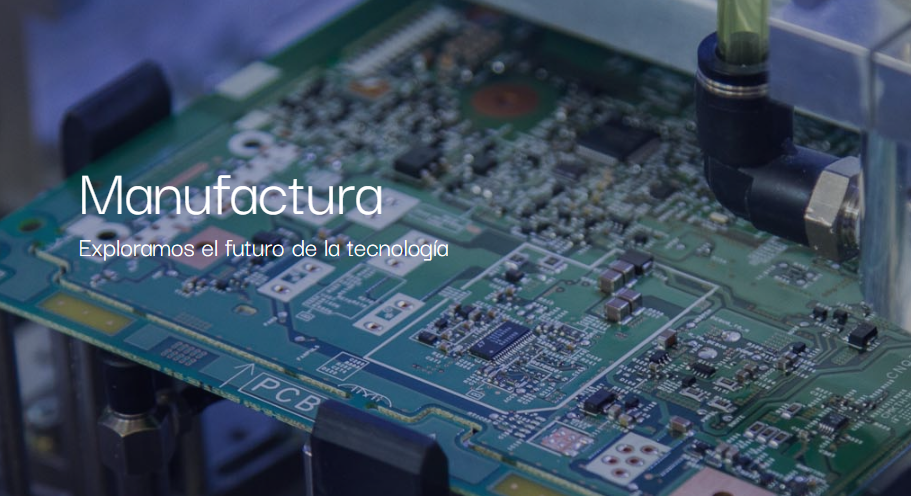 Manufactura
Exploramos el futuro de la tecnología
PCB